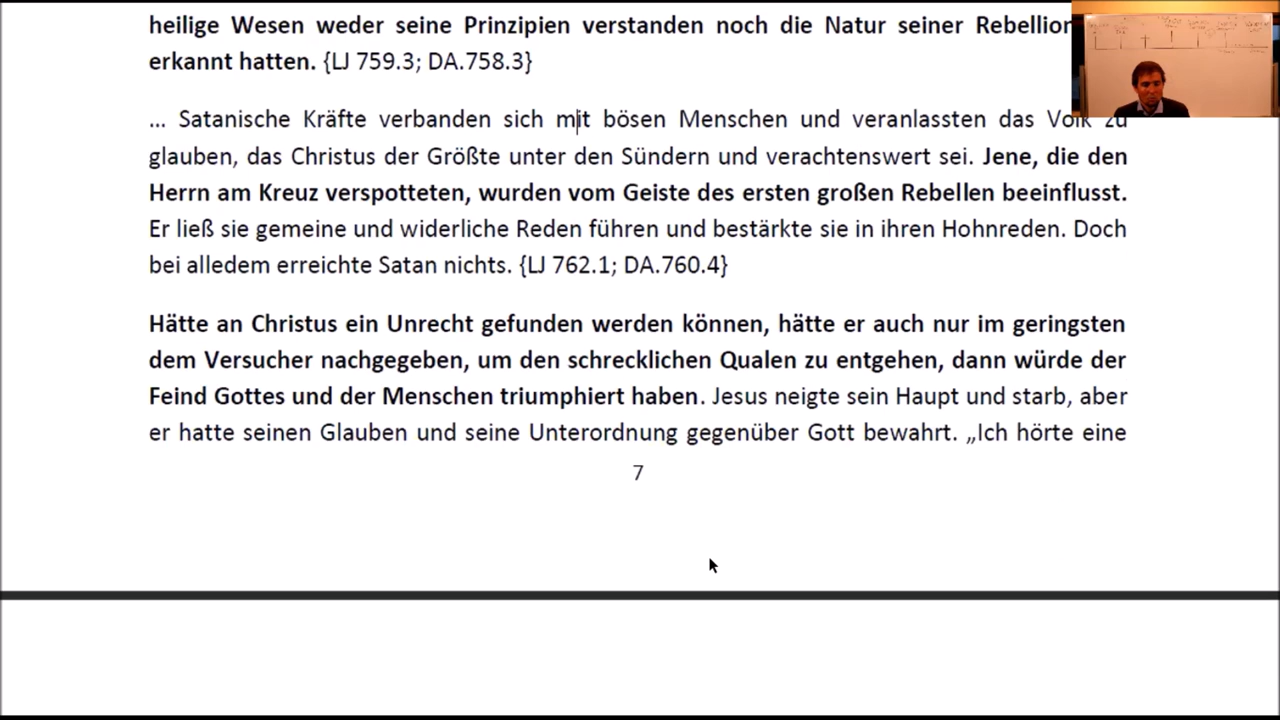 heilige Wesen weder seine Prinzipien verstanden noch die Natur seiner Rebellion
erkannt hatten. {LJ 759.3; DA.758.3}
... Satanische Kräfte verbanden sich mit bösen Menschen und veranlassten das Volk zu
glauben, das Christus der Größte unter den Sündern und verachtenswert sei. Jene, die den
Herrn am Kreuz verspotteten, wurden vom Geiste des ersten großen Rebellen beeinflusst.
Er ließ sie gemeine und widerliche Reden führen und bestärkte sie in ihren Hohnreden. Doch
bei alledem erreichte Satan nichts. {LJ 762.1; DA.760.4}
Hätte an Christus ein Unrecht gefunden werden können, hätte er auch nur im geringsten
dem Versucher nachgegeben, um den schrecklichen Qualen zu entgehen, dann würde der
Feind Gottes und der Menschen triumphiert haben. Jesus neigte sein Haupt und starb, aber
er hatte seinen Glauben und seine Unterordnung gegenüber Gott bewahrt. „Ich hörte eine
7